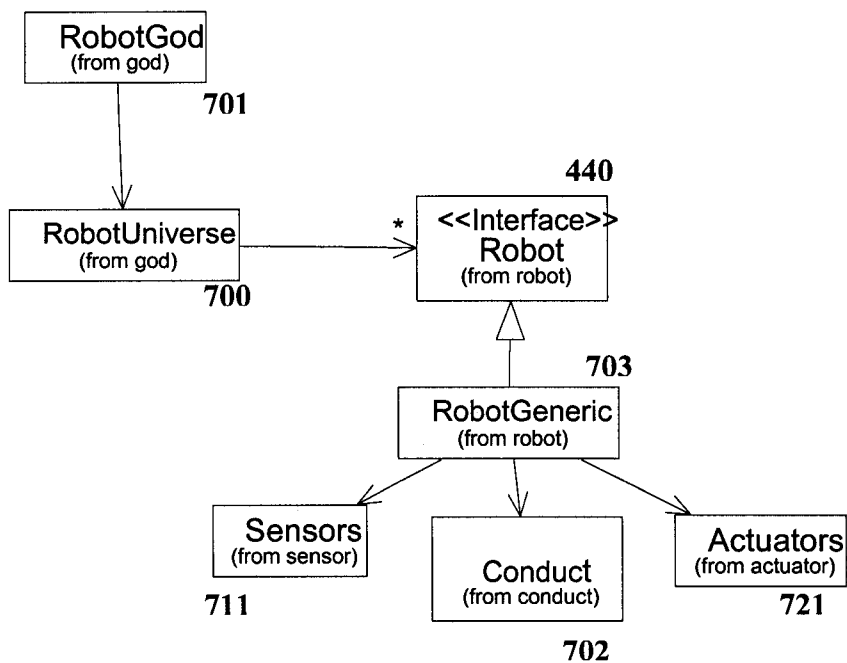 RobotGod
(from god)
701
440
RobotUniverse
(from god)
700
*
<<Interface>>
Robot
(from robot)
703
RobotGeneric
(from robot)
Sensors
(from sensor)
711
Conduct
(from conduct)
702
Actuators
(from actuator)
721